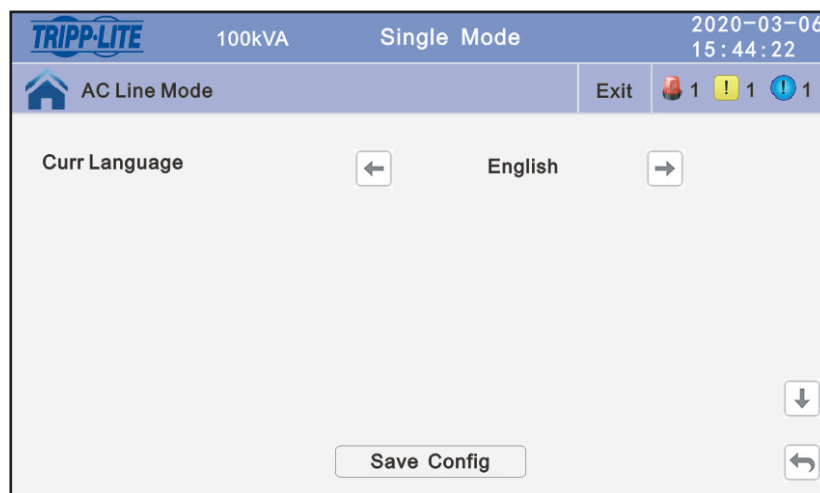 TRIPP·LITE 100kVA Single Mode 2020-03-06
15:44:22
AC Line Mode Exit 1 ! 1 ! 1
Curr Language English
Save Config